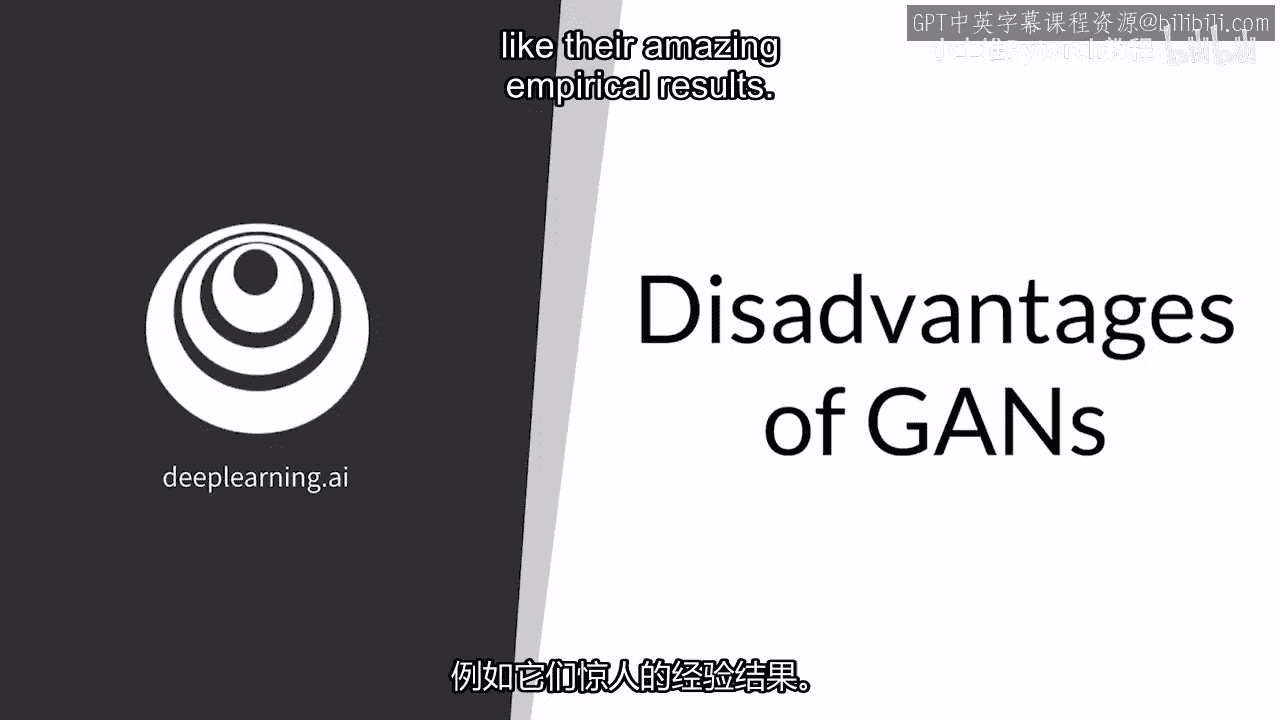 GPT中英字幕课程资源@bilibili.com
like their amazing
empirical results.
bilibili
Disadvantages
of GANs
deeplearning.ai
例如它们惊人的经验结果。